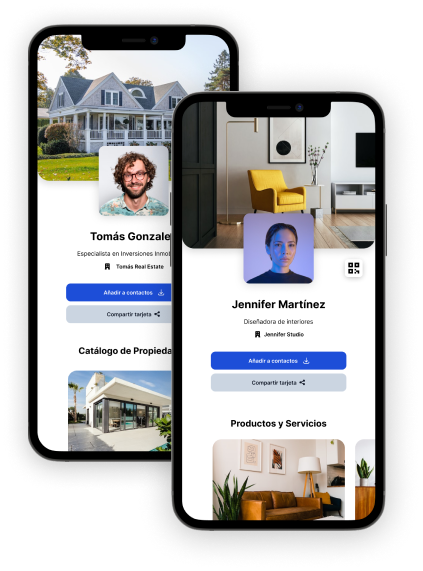 Tomás Gonzale
Especialista en Inversiones Inmob
Tomás Real Estate
Añadir a contactos
Compartir tarjeta
Catálogo de Propieda
Jennifer Martínez
Diseñadora de interiores
Jennifer Studio
Añadir a contactos
Compartir tarjeta
Productos y Servicios